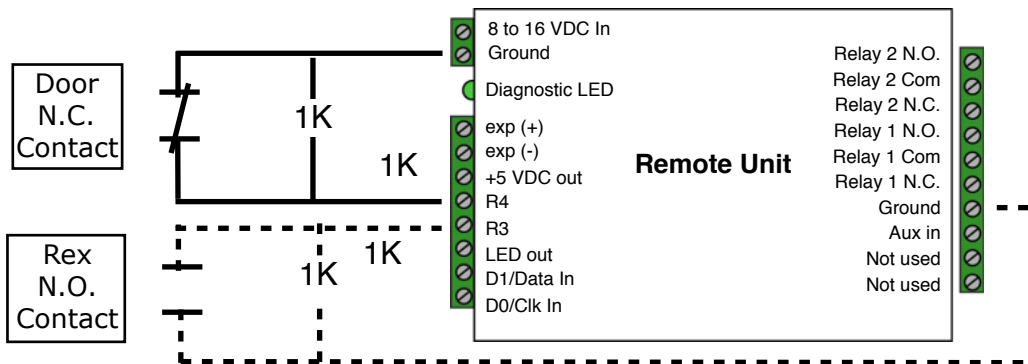 Door
N.C.
Contact
1K
1K
Rex
N.O.
Contact
1K
1K
8 to 16 VDC In
Ground
Diagnostic LED
exp (+)
exp (-)
+5 VDC out
R4
R3
LED out
D1/Data In
D0/Clk In
Remote Unit
Relay 2 N.O.
Relay 2 Com
Relay 2 N.C.
Relay 1 N.O.
Relay 1 Com
Relay 1 N.C.
Ground
Aux in
Not used
Not used